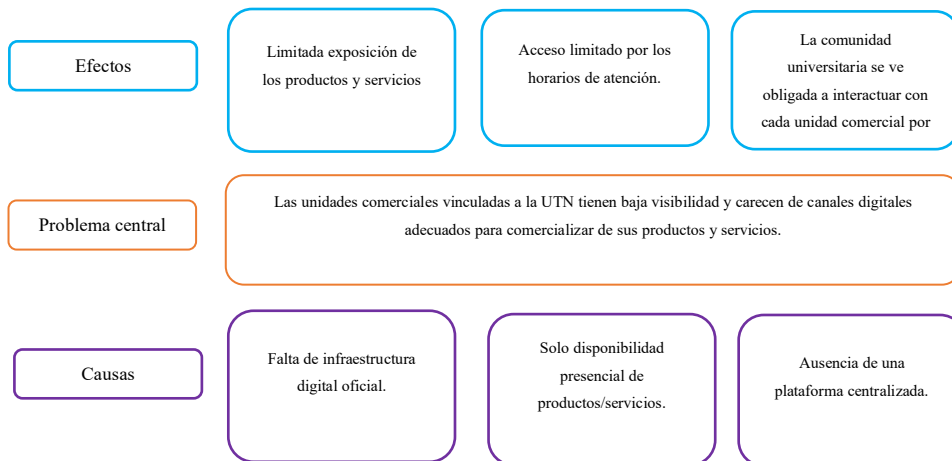 Efectos
Limitada exposición de
los productos y servicios
Acceso limitado por los
horarios de atención.
La comunidad
universitaria se ve
obligada a interactuar con
cada unidad comercial por
Problema central
Las unidades comerciales vinculadas a la UTN tienen baja visibilidad y carecen de canales digitales
adecuados para comercializar de sus productos y servicios.
Causas
Falta de infraestructura
digital oficial.
Solo disponibilidad
presencial de
productos/servicios.
Ausencia de una
plataforma centralizada.